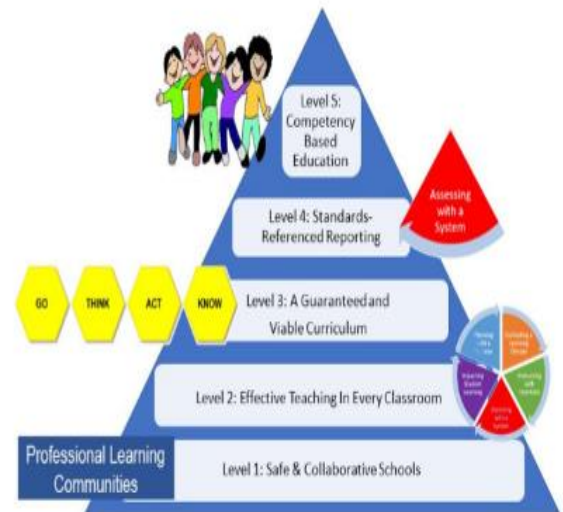 Level 5:
Competency
Based
Education
Level 4: Standards-
Referenced Reporting
Assessing
with a
System
GO
THINK
ACT
KNOW
Level 3: A Guaranteed and
Viable Curriculum
Level 2: Effective Teaching In Every Classroom
Professional Learning
Communities
Level 1: Safe & Collaborative Schools